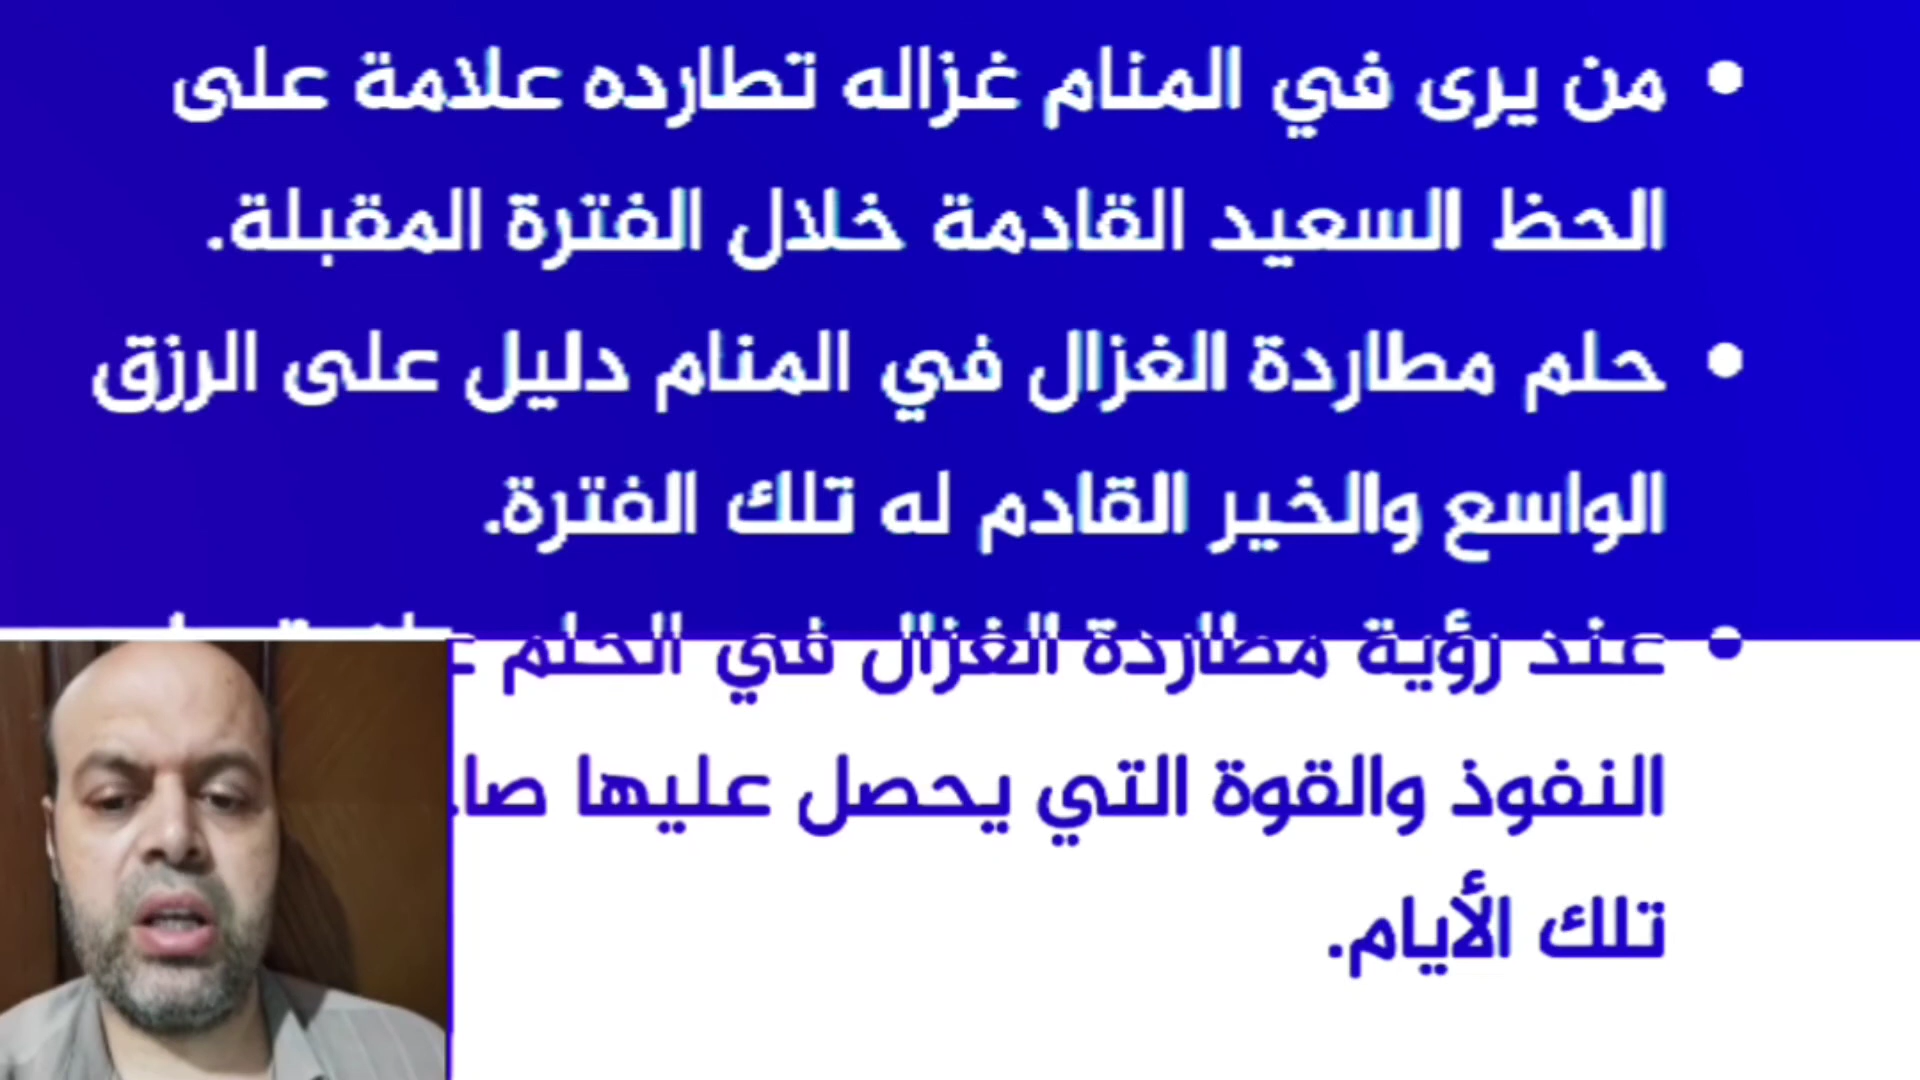 • من يرى في المنام غزاله تطارده علامة على
الحظ السعيد القادمة خلال الفترة المقبلة.
• حلم مطاردة الغزال في المنام دليل على الرزق
الواسع والخير القادم له تلك الفترة.
• عند رؤية مطاردة الغزال في الحلم
النفوذ والقوة التي يحصل عليها
تلك الأيام.